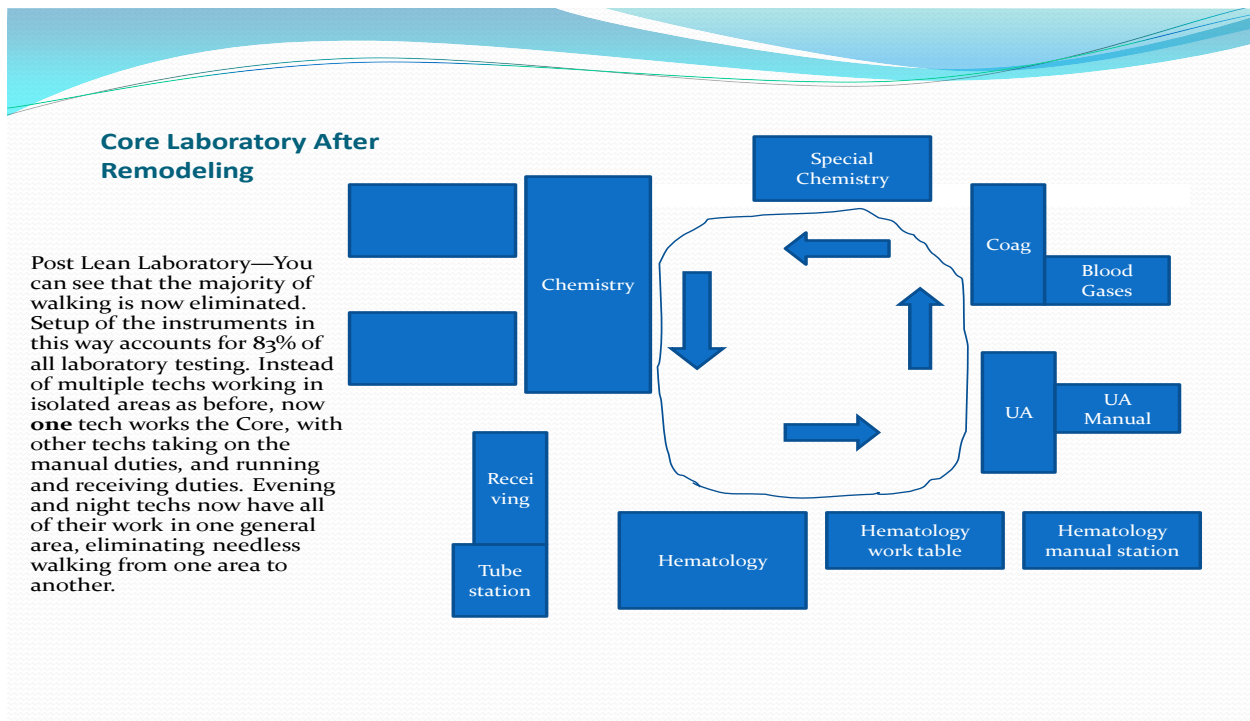 Core Laboratory After
Remodeling
Post Lean Laboratory—You
can see that the majority of
walking is now eliminated.
Setup of the instruments in
this way accounts for 83% of
all laboratory testing. Instead
of multiple techs working in
isolated areas as before, now
one tech works the Core, with
other techs taking on the
manual duties, and running
and receiving duties. Evening
and night techs now have all
of their work in one general
area, eliminating needless
walking from one area to
another.
Special
Chemistry
Chemistry
Coag
Blood
Gases
UA
UA
Manual
Recei
ving
Tube
station
Hematology
Hematology
work table
Hematology
manual station